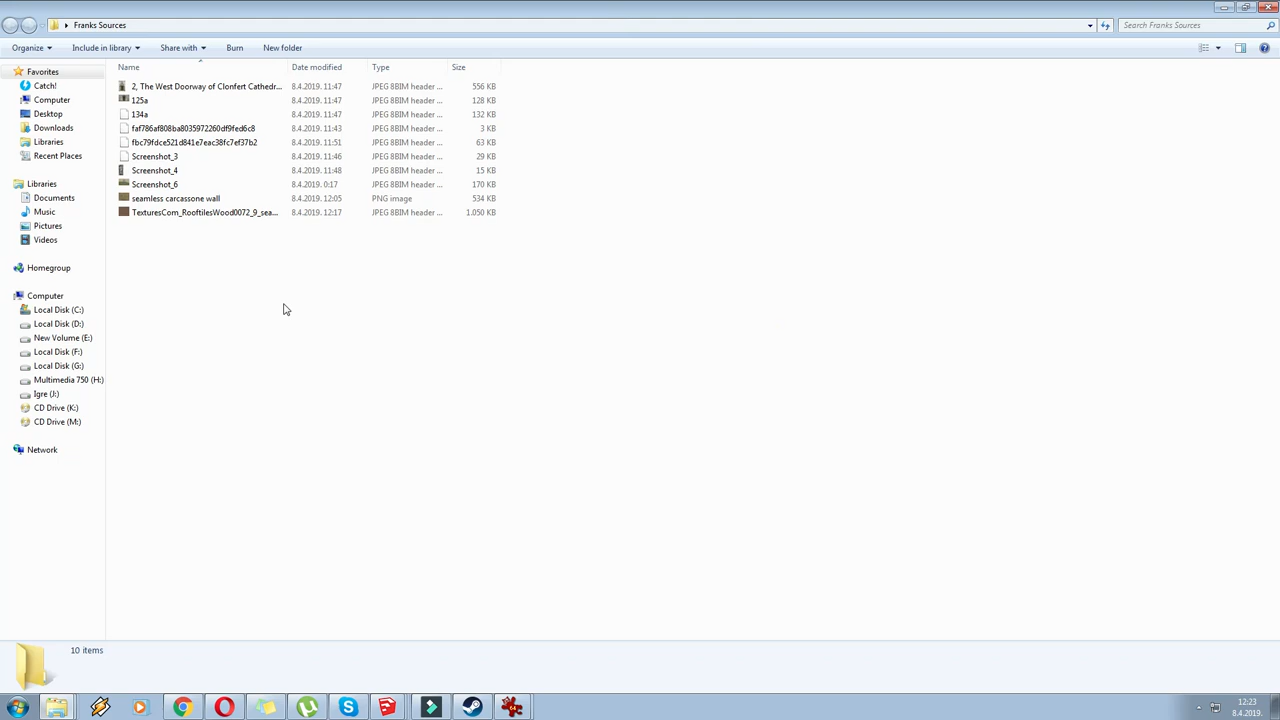 Franks Sources
Search Franks Sources
Organize Include in library Share with Burn New folder
Name Date modified Type Size
2, The West Doorway of Clonfert Cathedr... 8.4.2019. 11:47 JPEG 8BIM header ... 556 KB
125a 8.4.2019. 11:47 JPEG 8BIM header ... 128 KB
134a 8.4.2019. 11:47 JPEG 8BIM header ... 132 KB
faf786af808ba8035972260df9fed6c8 8.4.2019. 11:43 JPEG 8BIM header ... 3 KB
fbc79fdce521d841e7eac38fc7ef37b2 8.4.2019. 11:51 JPEG 8BIM header ... 63 KB
Screenshot_3 8.4.2019. 11:46 JPEG 8BIM header ... 29 KB
Screenshot_4 8.4.2019. 11:48 JPEG 8BIM header ... 15 KB
Screenshot_6 8.4.2019. 0:17 JPEG 8BIM header ... 170 KB
seamless carcassone wall 8.4.2019. 12:05 PNG image 534 KB
TexturesCom_RooftilesWood0072_9_sea... 8.4.2019. 12:17 JPEG 8BIM header ... 1.050 KB
Favorites
Catch!
Computer
Desktop
Downloads
Libraries
Recent Places
Libraries
Documents
Music
Pictures
Videos
Homegroup
Computer
Local Disk (C:)
Local Disk (D:)
New Volume (E:)
Local Disk (F:)
Local Disk (G:)
Multimedia 750 (H:)
Igre (J:)
CD Drive (K:)
CD Drive (M:)
Network
10 items
64
12:23
8.4.2019.